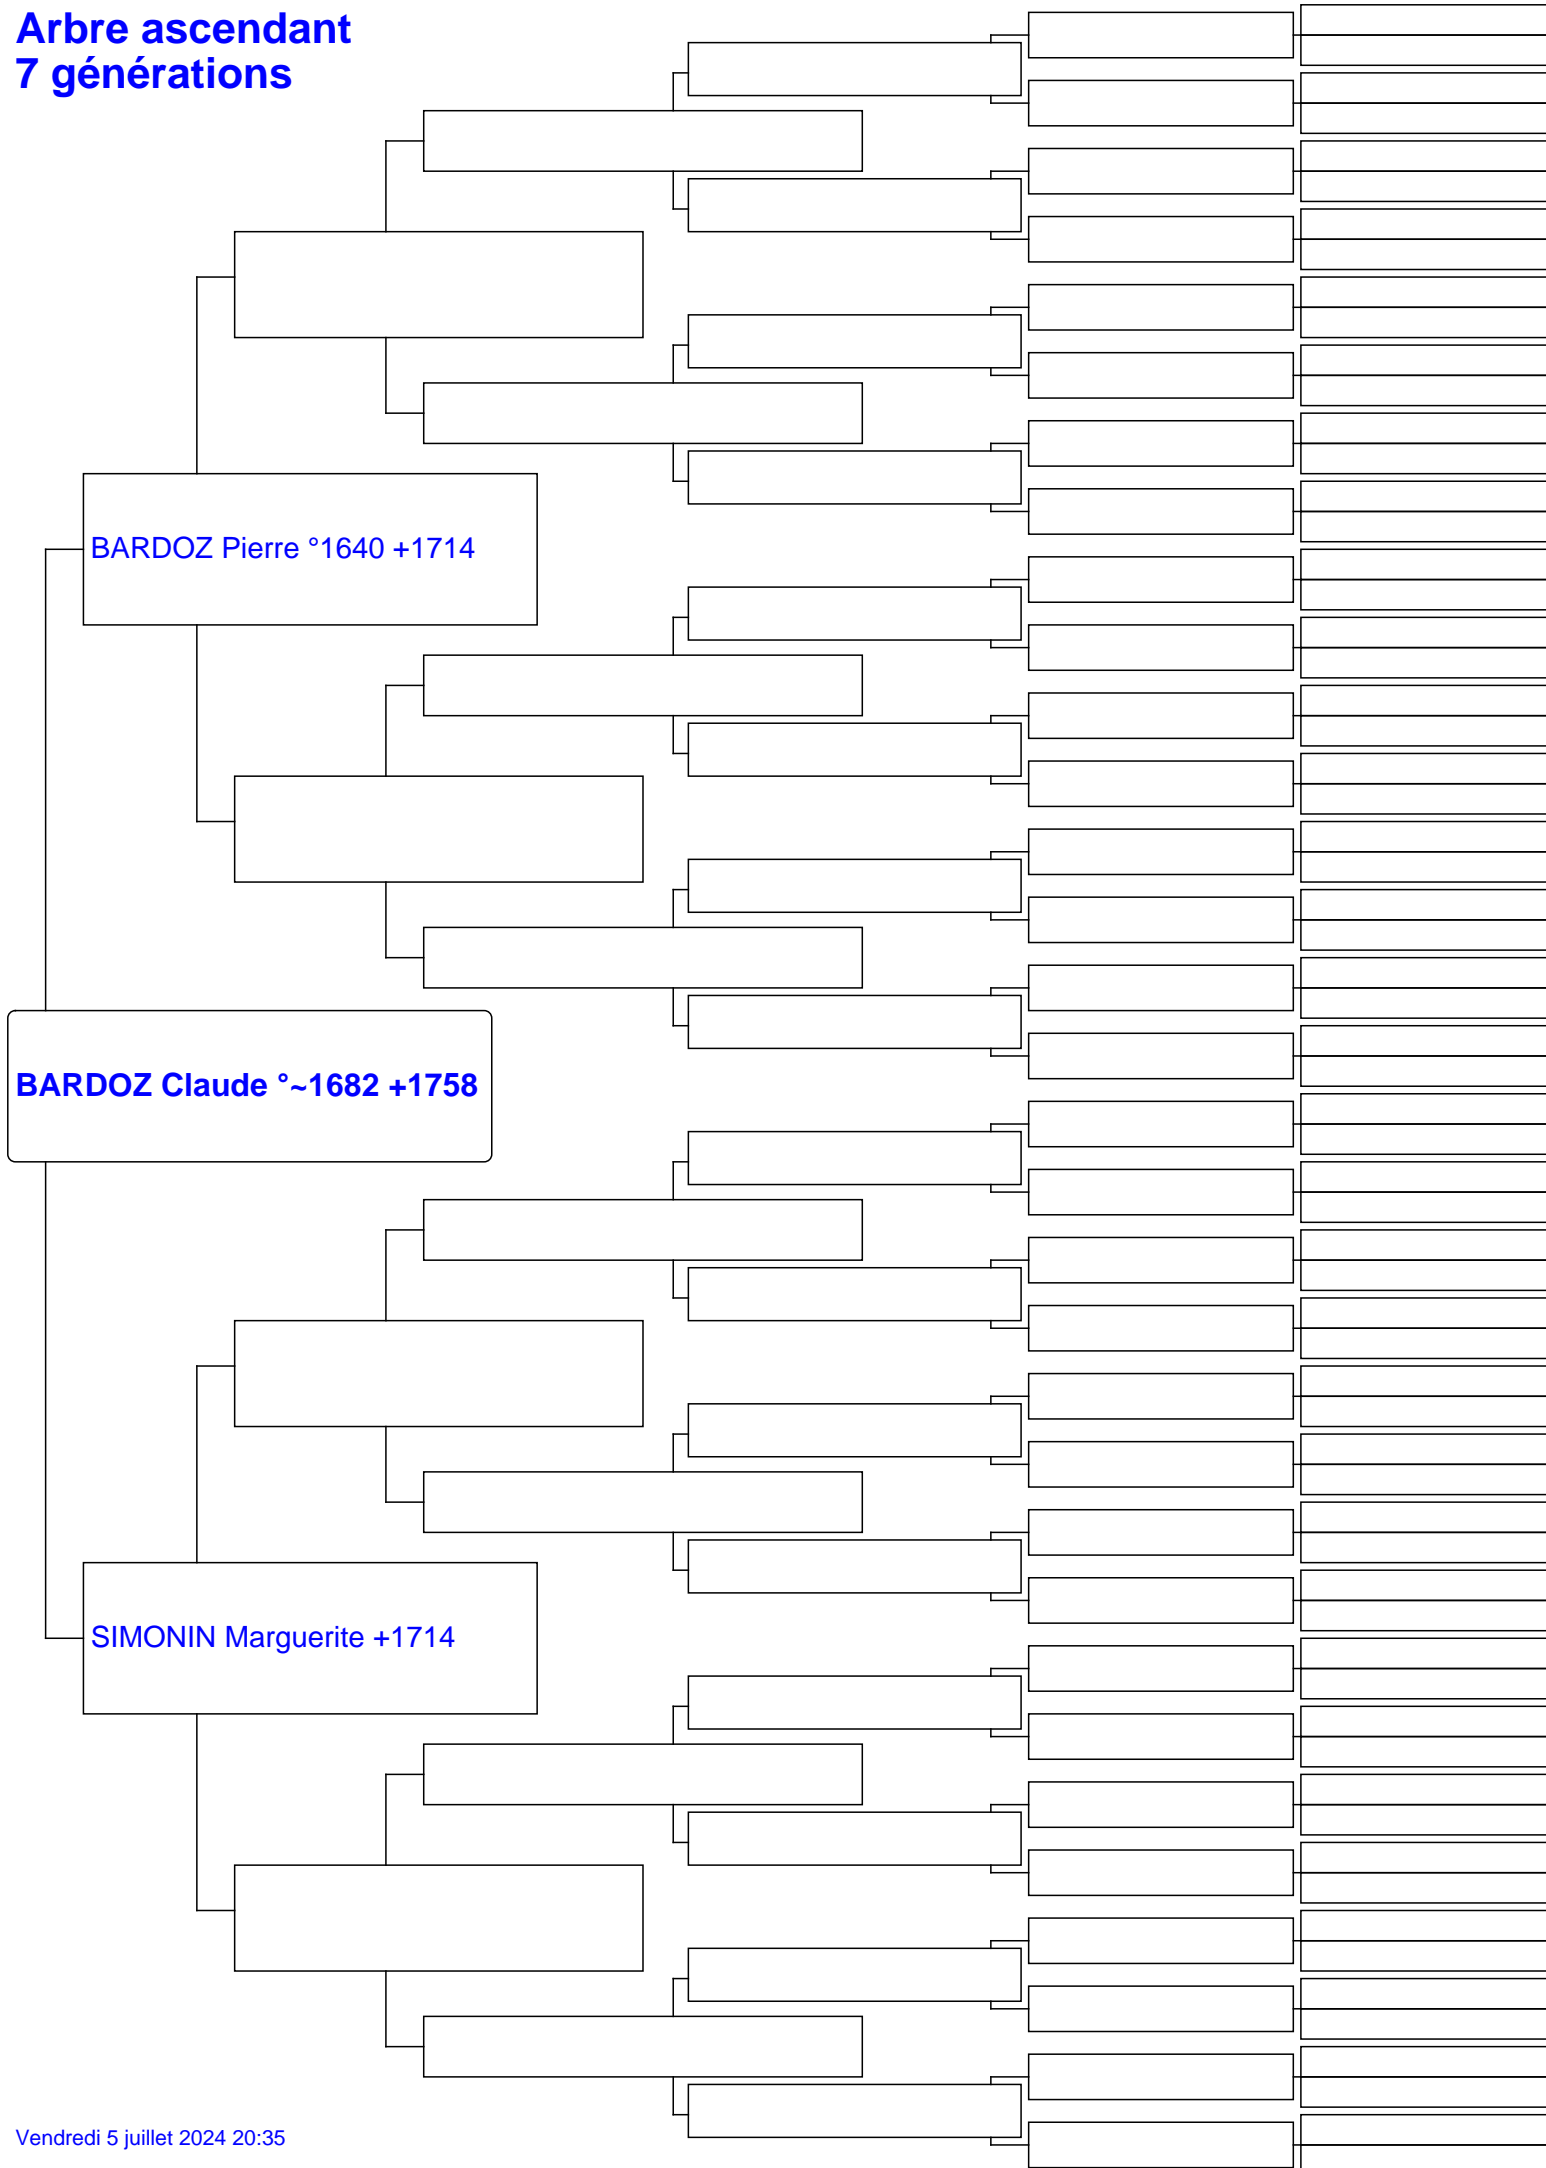 Arbre ascendant
7 générations
BARDOZ Pierre °1640 +1714
BARDOZ Claude °~1682 +1758
SIMONIN Marguerite +1714
Vendredi 5 juillet 2024 20:35